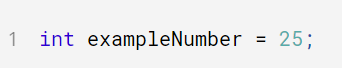 1 int exampleNumber = 25;